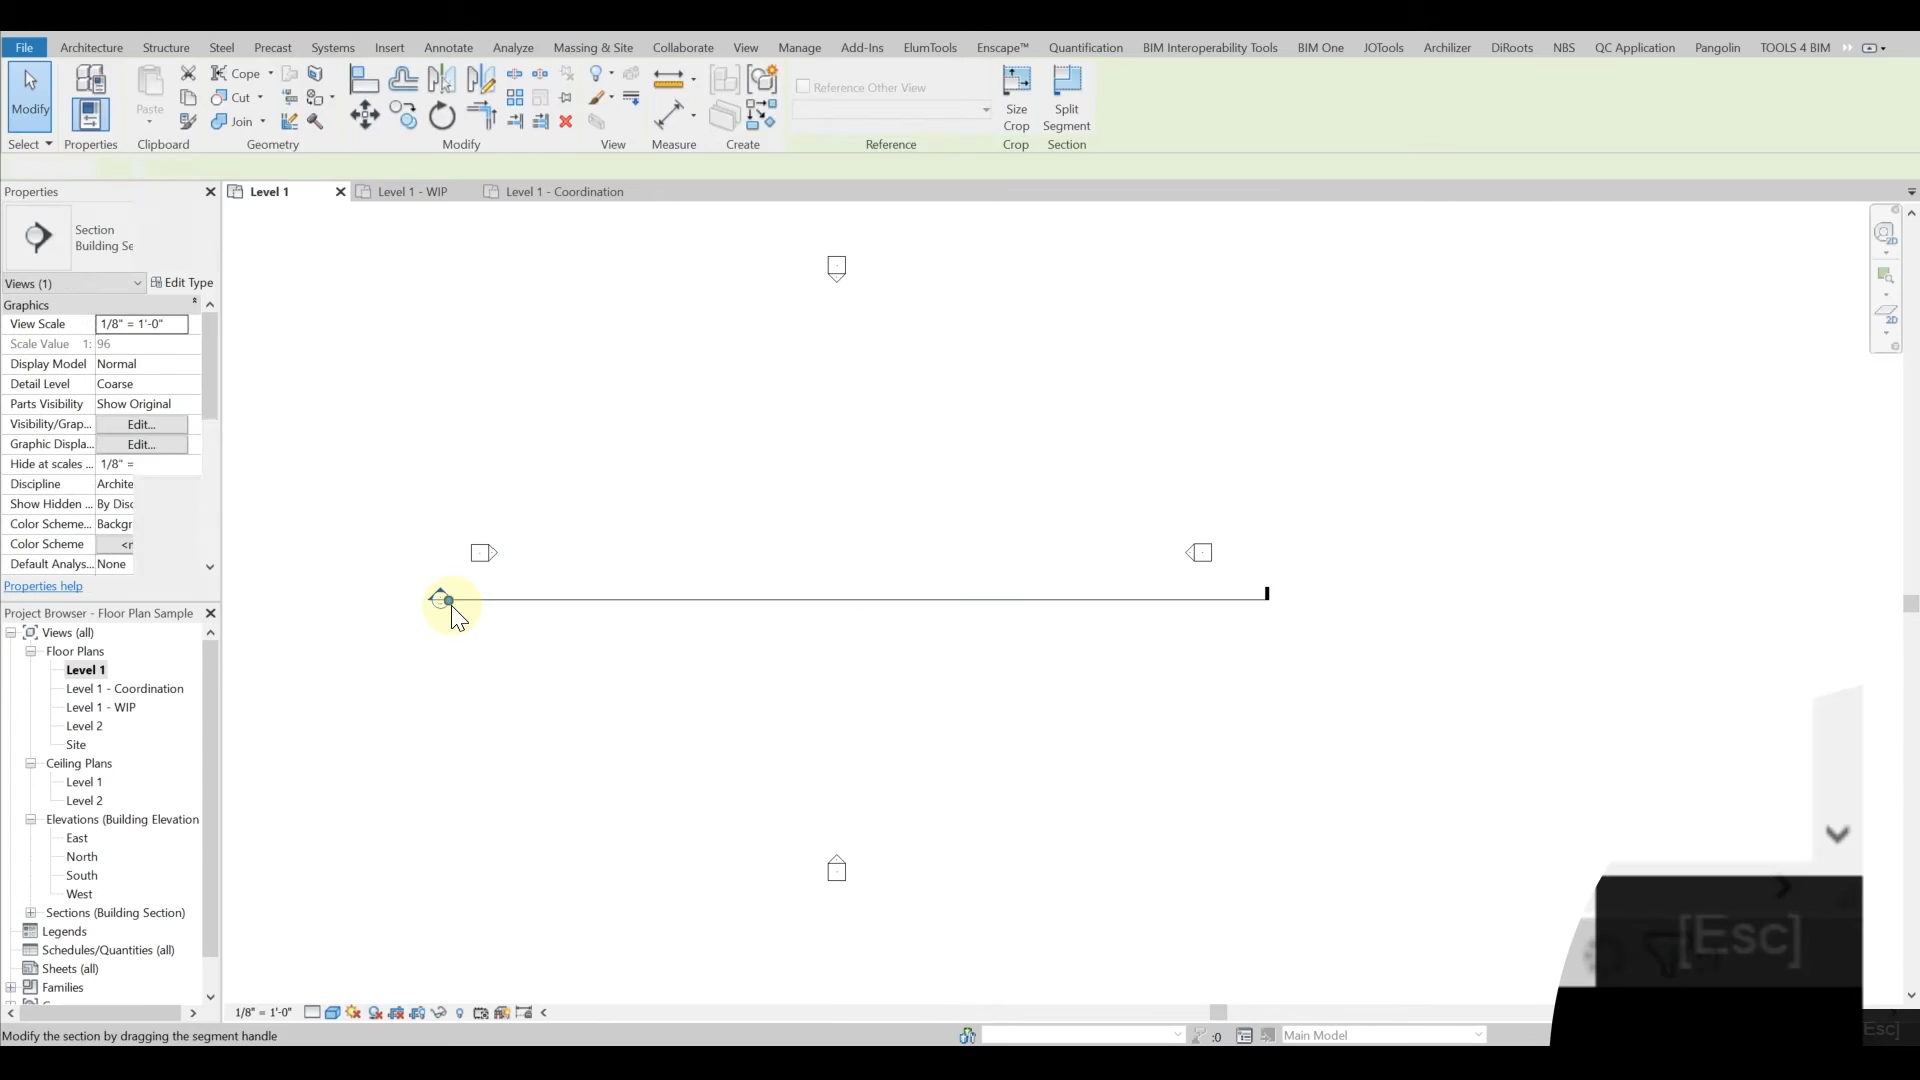 File Architecture Structure Steel Precast Systems Insert Annotate Analyze Massing & Site Collaborate View Manage Add-Ins ElumTools Enscape™ Quantification BIM Interoperability Tools BIM One JOTools Archilizer DiRoots NBS QC Application Pangolin TOOLS 4 BIM
Modify
Paste
Cope
Cut
Join
Reference Other View
Size Crop
Split Segment
Select Properties Clipboard Geometry Modify View Measure Create Reference Crop Section
Properties
Level 1
Level 1 - WIP
Level 1 - Coordination
2D
2D
Section
Building Se
Views (1)
Edit Type
Graphics
View Scale 1/8" = 1'-0"
Scale Value 1: 96
Display Model Normal
Detail Level Coarse
Parts Visibility Show Original
Visibility/Grap... Edit...
Graphic Displa... Edit...
Hide at scales ... 1/8" =
Discipline Archite
Show Hidden ... By Disc
Color Scheme... Backgr
Color Scheme <r
Default Analys... None
Properties help
Project Browser - Floor Plan Sample
Views (all)
Floor Plans
Level 1
Level 1 - Coordination
Level 1 - WIP
Level 2
Site
Ceiling Plans
Level 1
Level 2
Elevations (Building Elevation
East
North
South
West
Sections (Building Section)
Legends
Schedules/Quantities (all)
Sheets (all)
Families
[Esc]
1/8" = 1'-0"
Modify the section by dragging the segment handle
:0
Main Model
Esc]